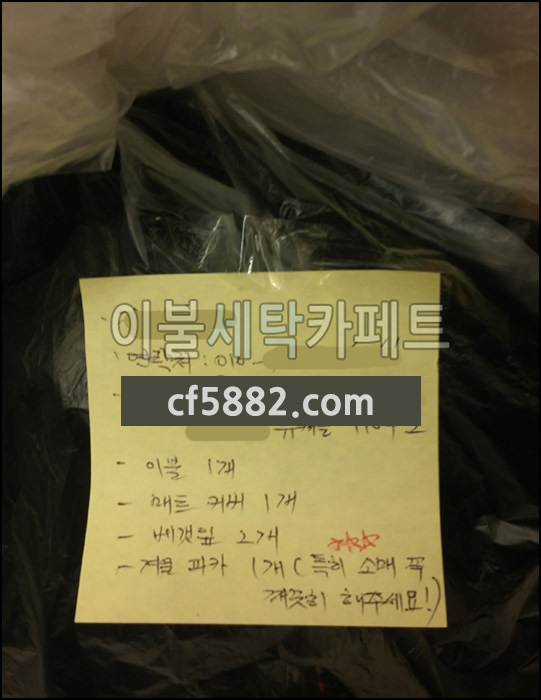 이불세탁카페트
연락처 : 010 -
cf5882.com
- 이불 1개
- 매트 커버 1개
- 베갯잎 2개
- 겨울 파카 1개 ( 특히 소매 꼭
깨끗히 해주세요! )